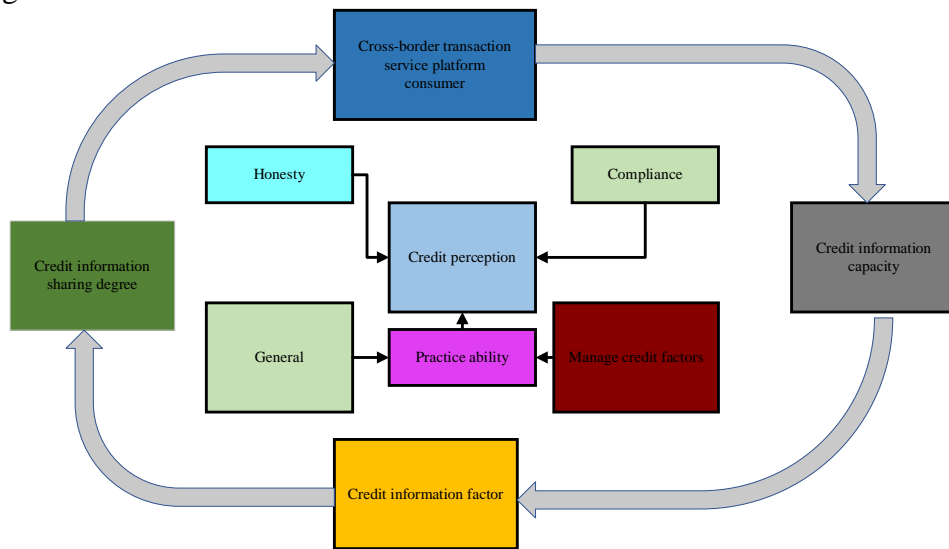 g
Cross-border transaction
service platform
consumer
Honesty
Compliance
Credit perception
Credit information
sharing degree
Credit information
capacity
General
Practice ability
Manage credit factors
Credit information factor